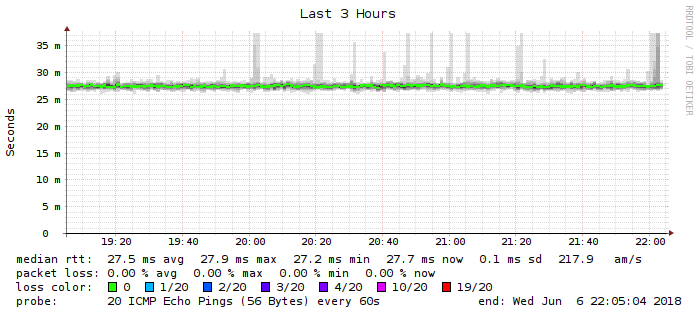 Last 3 Hours
RRDTOOL / TOBI OETIKER
Seconds
35 m
30 m
25 m
20 m
15 m
10 m
5 m
0
19:20 19:40 20:00 20:20 20:40 21:00 21:20 21:40 22:00
median rtt: 27.5 ms avg 27.9 ms max 27.2 ms min 27.7 ms now 0.1 ms sd 217.9 am/s
packet loss: 0.00 % avg 0.00 % max 0.00 % min 0.00 % now
loss color: 0 1/20 2/20 3/20 4/20 10/20 19/20
probe: 20 ICMP Echo Pings (56 Bytes) every 60s end: Wed Jun 6 22:05:04 2018